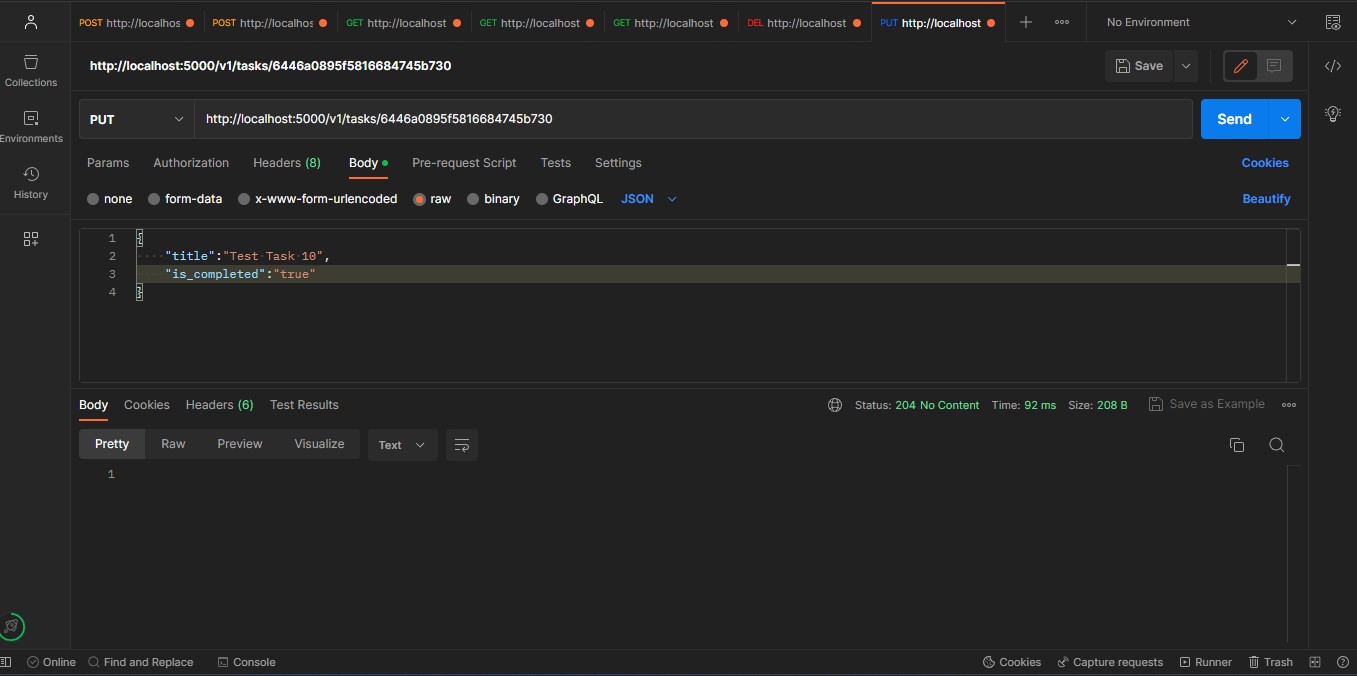 POST http://localhos POST http://localhos GET http://localhost GET http://localhost GET http://localhost DEL http://localhost PUT http://localhost No Environment
http://localhost:5000/v1/tasks/6446a0895f5816684745b730 Save
Collections
PUT http://localhost:5000/v1/tasks/6446a0895f5816684745b730 Send
Environments
Params Authorization Headers (8) Body Pre-request Script Tests Settings Cookies
History
none form-data x-www-form-urlencoded raw binary GraphQL JSON Beautify
1 {
2 "title":"Test Task 10",
3 "is_completed":"true"
4 }
Body Cookies Headers (6) Test Results Status: 204 No Content Time: 92 ms Size: 208 B Save as Example
Pretty Raw Preview Visualize Text
1
Online Find and Replace Console Cookies Capture requests Runner Trash